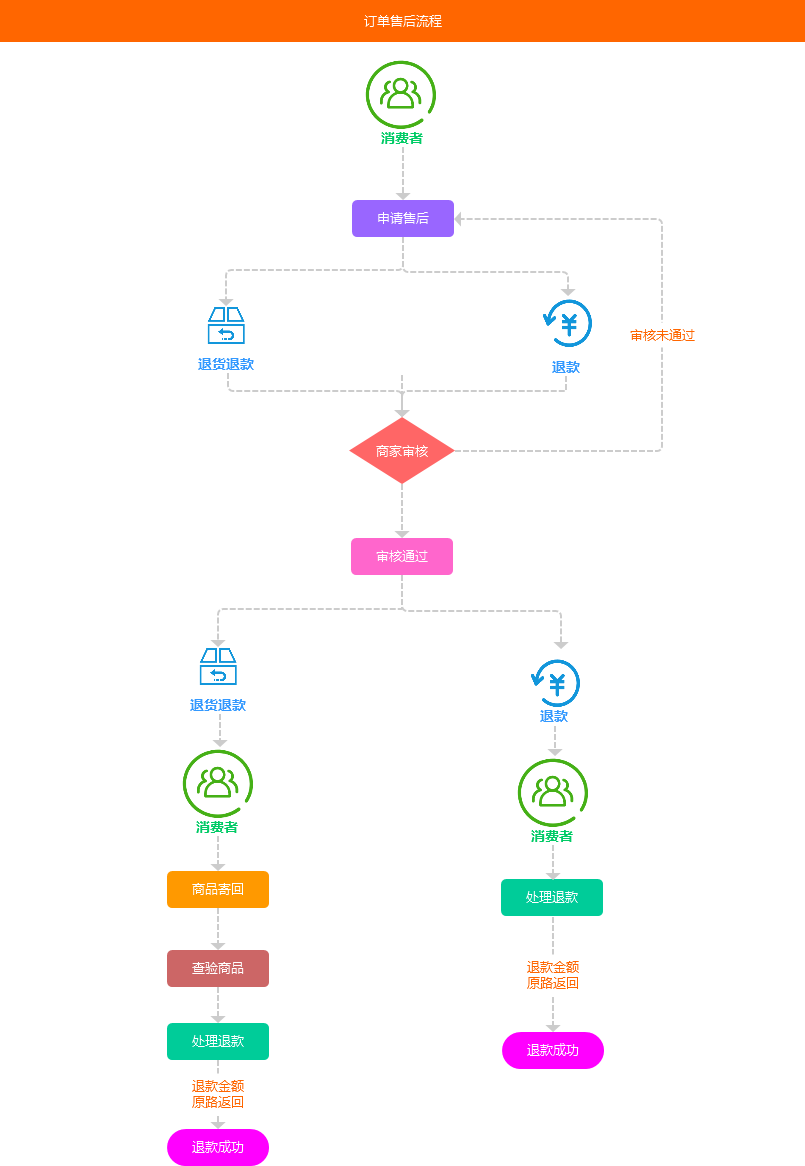 订单售后流程
消费者
申请售后
审核未通过
退货退款
退款
商家审核
审核通过
退货退款
退款
消费者
消费者
商品寄回
处理退款
查验商品
退款金额
原路返回
处理退款
退款成功
退款金额
原路返回
退款成功